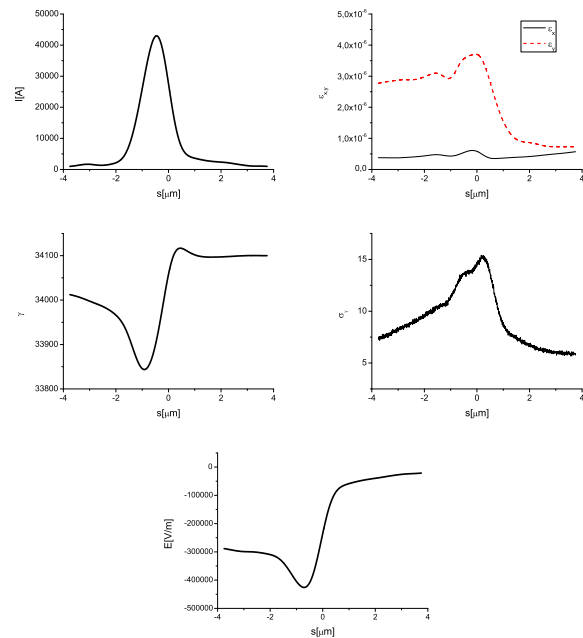 50000
40000
30000
20000
10000
0
I[A]
-4 -2 0 2 4
s[μm]
5,0x10⁻⁶
4,0x10⁻⁶
3,0x10⁻⁶
2,0x10⁻⁶
1,0x10⁻⁶
0,0
ε_x,y
ε_x
ε_y
-4 -2 0 2 4
s[μm]
34100
34000
33900
33800
γ
-4 -2 0 2 4
s[μm]
15
10
5
σ_γ
-4 -2 0 2 4
s[μm]
0
-100000
-200000
-300000
-400000
-500000
E[V/m]
-4 -2 0 2 4
s[μm]